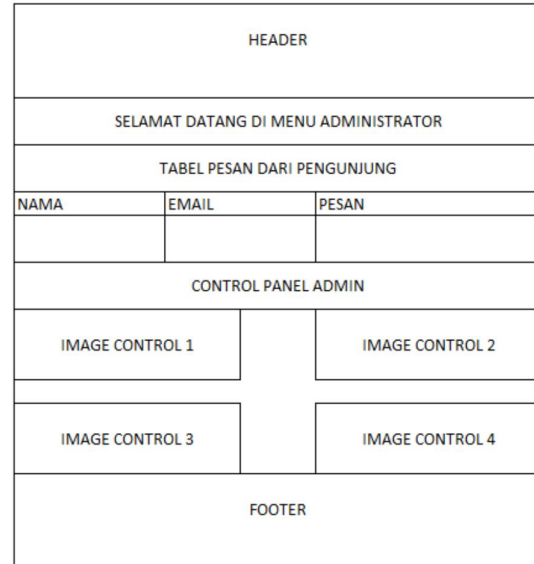 HEADER
SELAMAT DATANG DI MENU ADMINISTRATOR
TABEL PESAN DARI PENGUNJUNG
NAMA EMAIL PESAN
CONTROL PANEL ADMIN
IMAGE CONTROL 1 IMAGE CONTROL 2
IMAGE CONTROL 3 IMAGE CONTROL 4
FOOTER